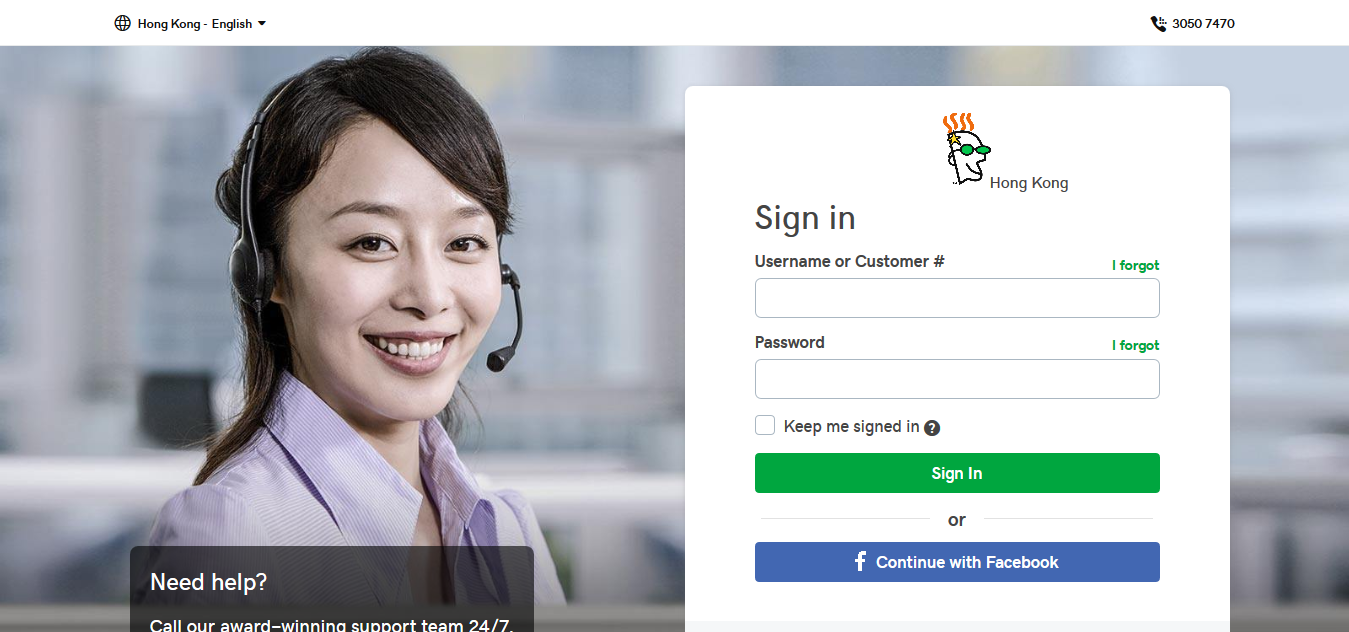 Hong Kong - English
3050 7470
Hong Kong
Sign in
Username or Customer #
I forgot
Password
I forgot
Keep me signed in ?
Sign In
or
f Continue with Facebook
Need help?
Call our award-winning support team 24/7.